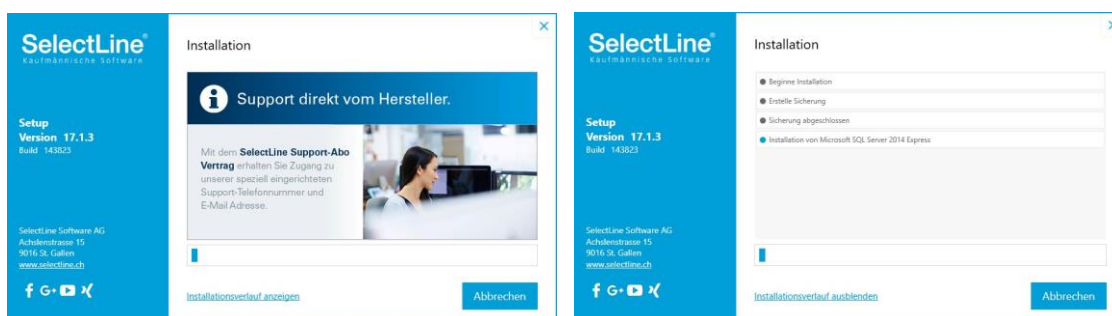 SelectLine®
Kaufmännische Software
Setup
Version 17.1.3
Build 143823
SelectLine Software AG
Achslenstrasse 15
9016 St. Gallen
www.selectline.ch
Installation
Support direkt vom Hersteller.
Mit dem SelectLine Support-Abo
Vertrag erhalten Sie Zugang zu
unserer speziell eingerichteten
Support-Telefonnummer und
E-Mail Adresse.
Installationsverlauf anzeigen
Abbrechen
SelectLine®
Kaufmännische Software
Setup
Version 17.1.3
Build 143823
SelectLine Software AG
Achslenstrasse 15
9016 St. Gallen
www.selectline.ch
Installation
Beginne Installation
Erstelle Sicherung
Sicherung abgeschlossen
Installation von Microsoft SQL Server 2014 Express
Installationsverlauf ausblenden
Abbrechen